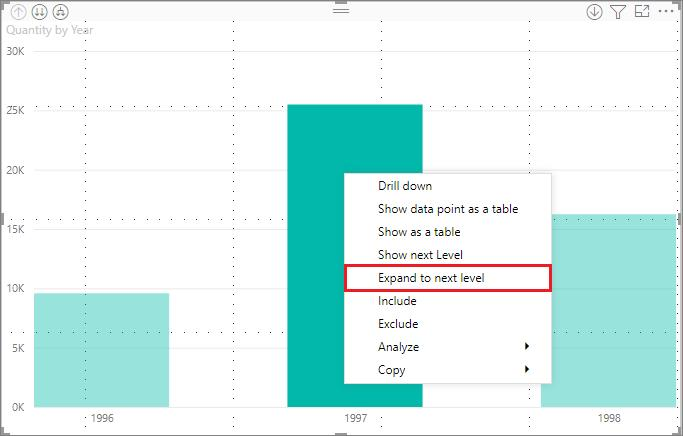 Quantity by Year
30K
25K
20K
15K
10K
5K
0K
1996
1997
1998
Drill down
Show data point as a table
Show as a table
Show next Level
Expand to next level
Include
Exclude
Analyze
Copy